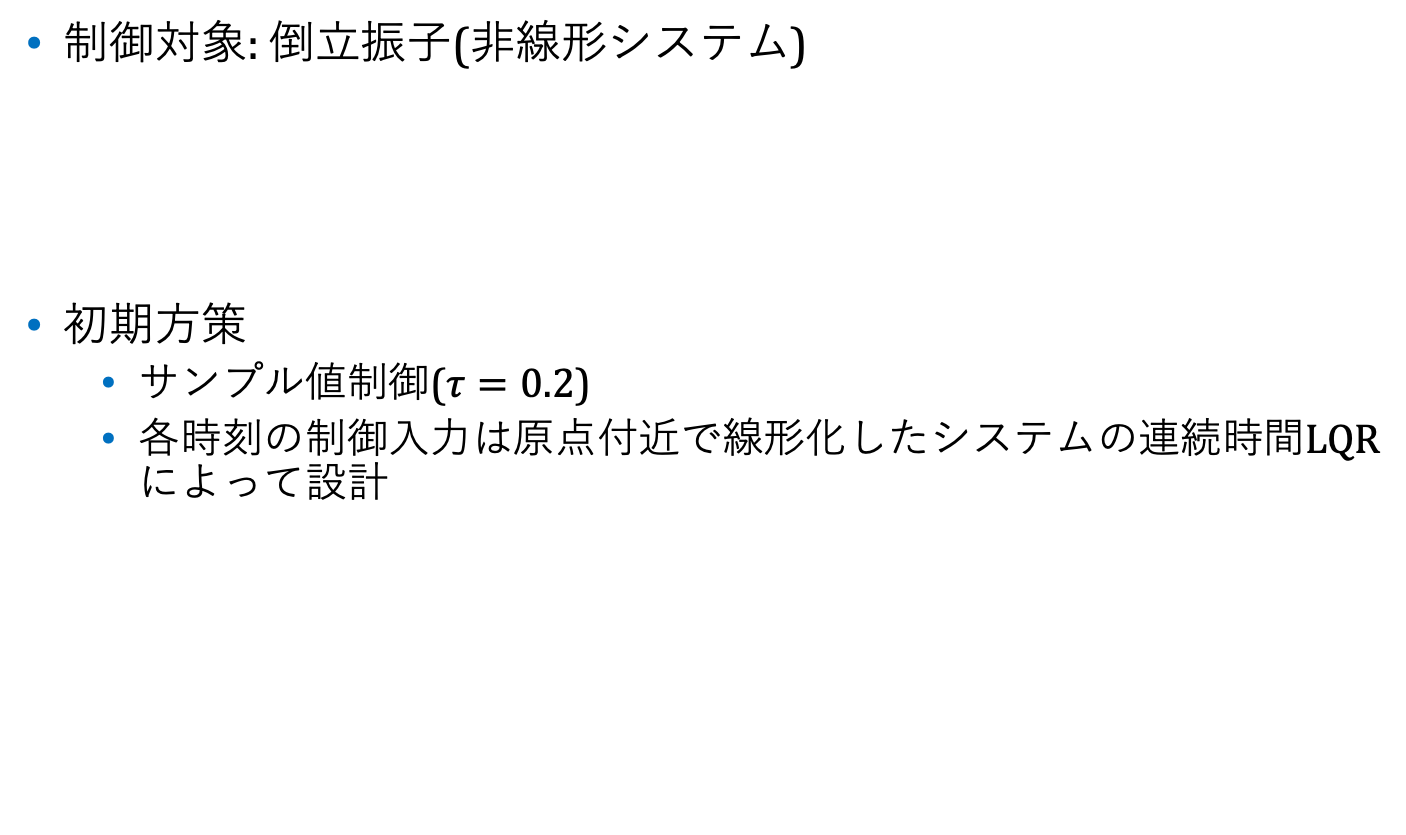 • 制御対象: 倒立振子(非線形システム)
• 初期方策
• サンプル値制御(τ = 0.2)
• 各時刻の制御入力は原点付近で線形化したシステムの連続時間LQR
によって設計